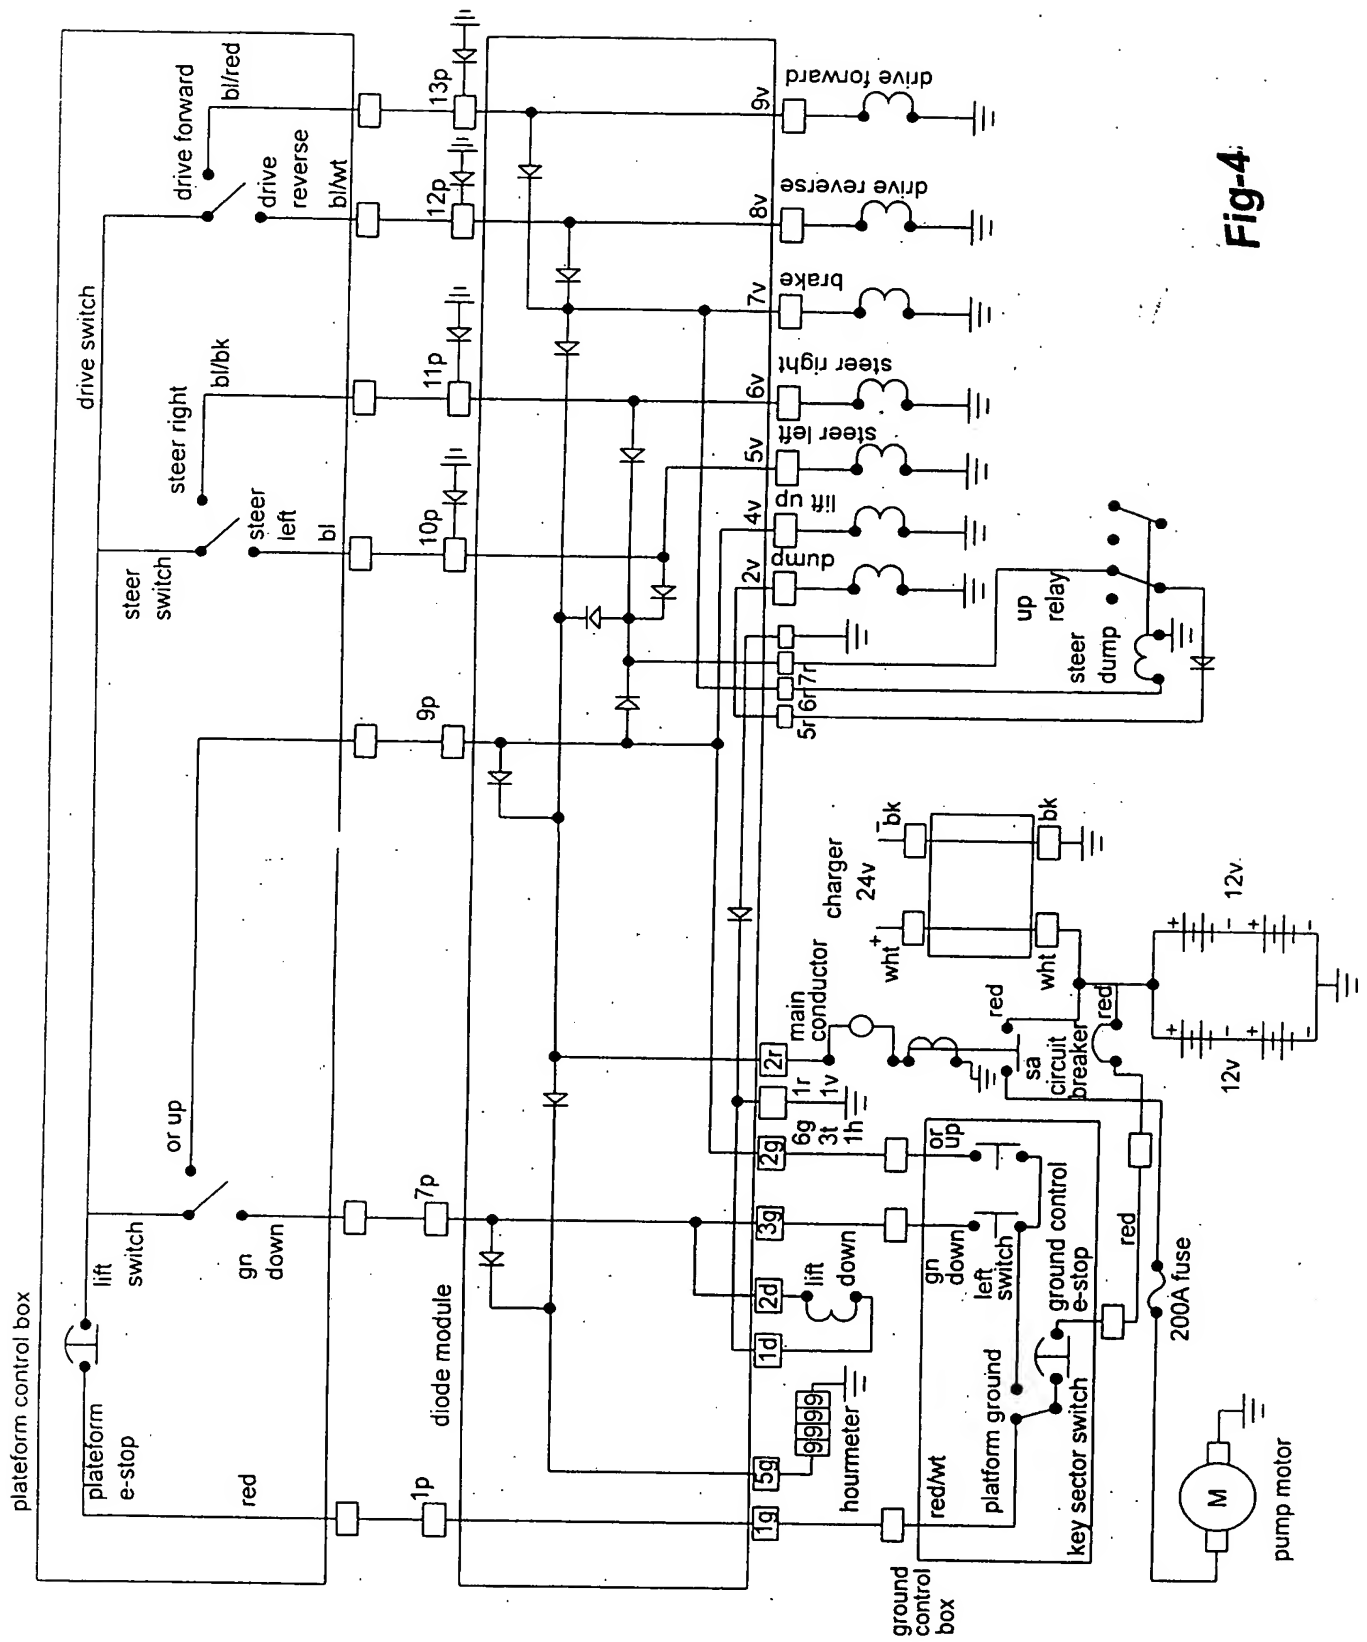 plateform control box
plateform
e-stop
red
lift
switch
gn
down
or up
drive switch
steer
switch
steer
left
bl
steer right
bl/bk
drive
reverse
bl/wt
drive forward
bl/red
1p
7p
9p
10p
11p
12p
13p
diode module
1g
5g
1d
2d
3g
2g
2r
5r
6r
7r
2v
4v
5v
6v
7v
8v
9v
dump
lift up
steer left
steer right
brake
drive reverse
drive forward
hourmeter
9999
lift
down
6g
3t
1h
1r
1v
main
conductor
ground
control
box
red/wt
platform ground
key sector switch
gn
down
left
switch
or
up
ground control
e-stop
red
sa
circuit
breaker
red
red
charger
24v
wht
+
-
bk
wht
bk
steer
dump
up
relay
200A fuse
M
pump motor
+
-
+
-
12v
+
-
+
-
12v
Fig-4